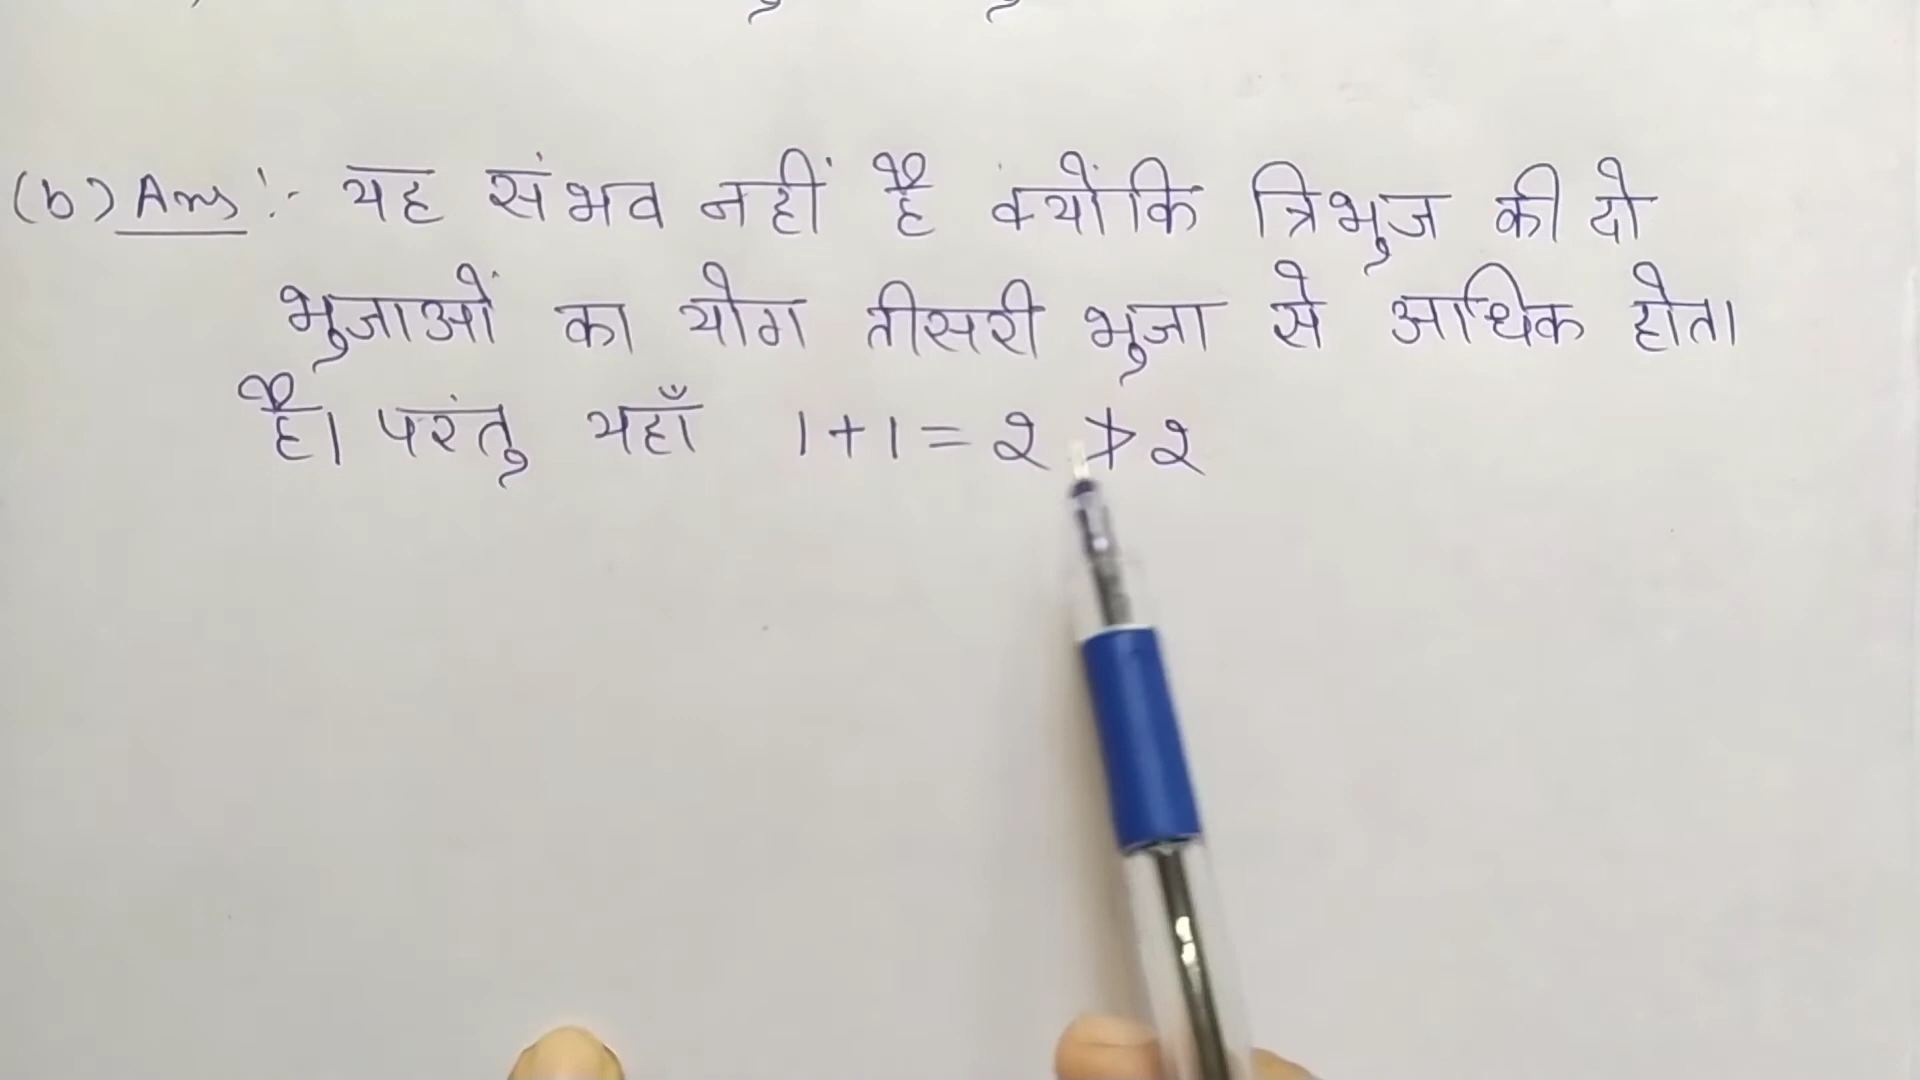 (b) Ans :- यह संभव नहीं है क्योंकि त्रिभुज की दो
भुजाओं का योग तीसरी भुजा से अधिक होता
है। परंतु यहाँ 1+1=2 ≯ 2